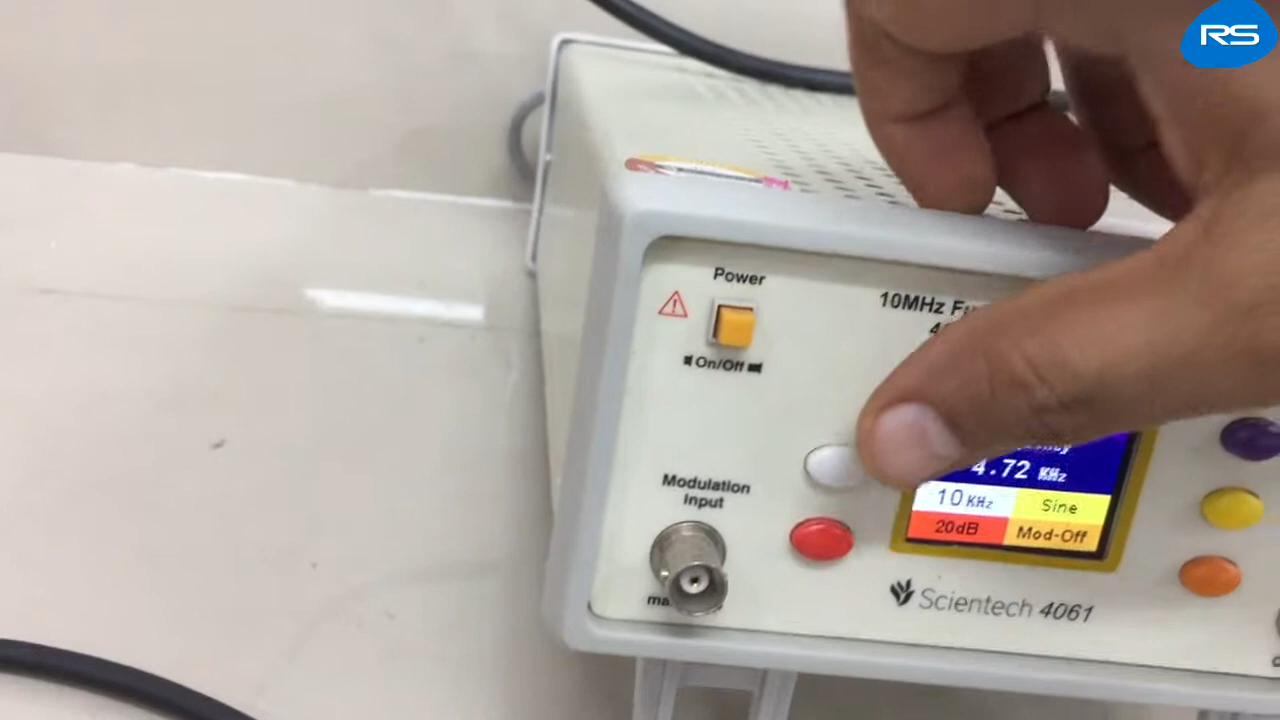 RS
Power
10MHz
On/Off
Modulation
Input
4.72 KHz
10 KHz
Sine
20dB
Mod-Off
Scientech 4061